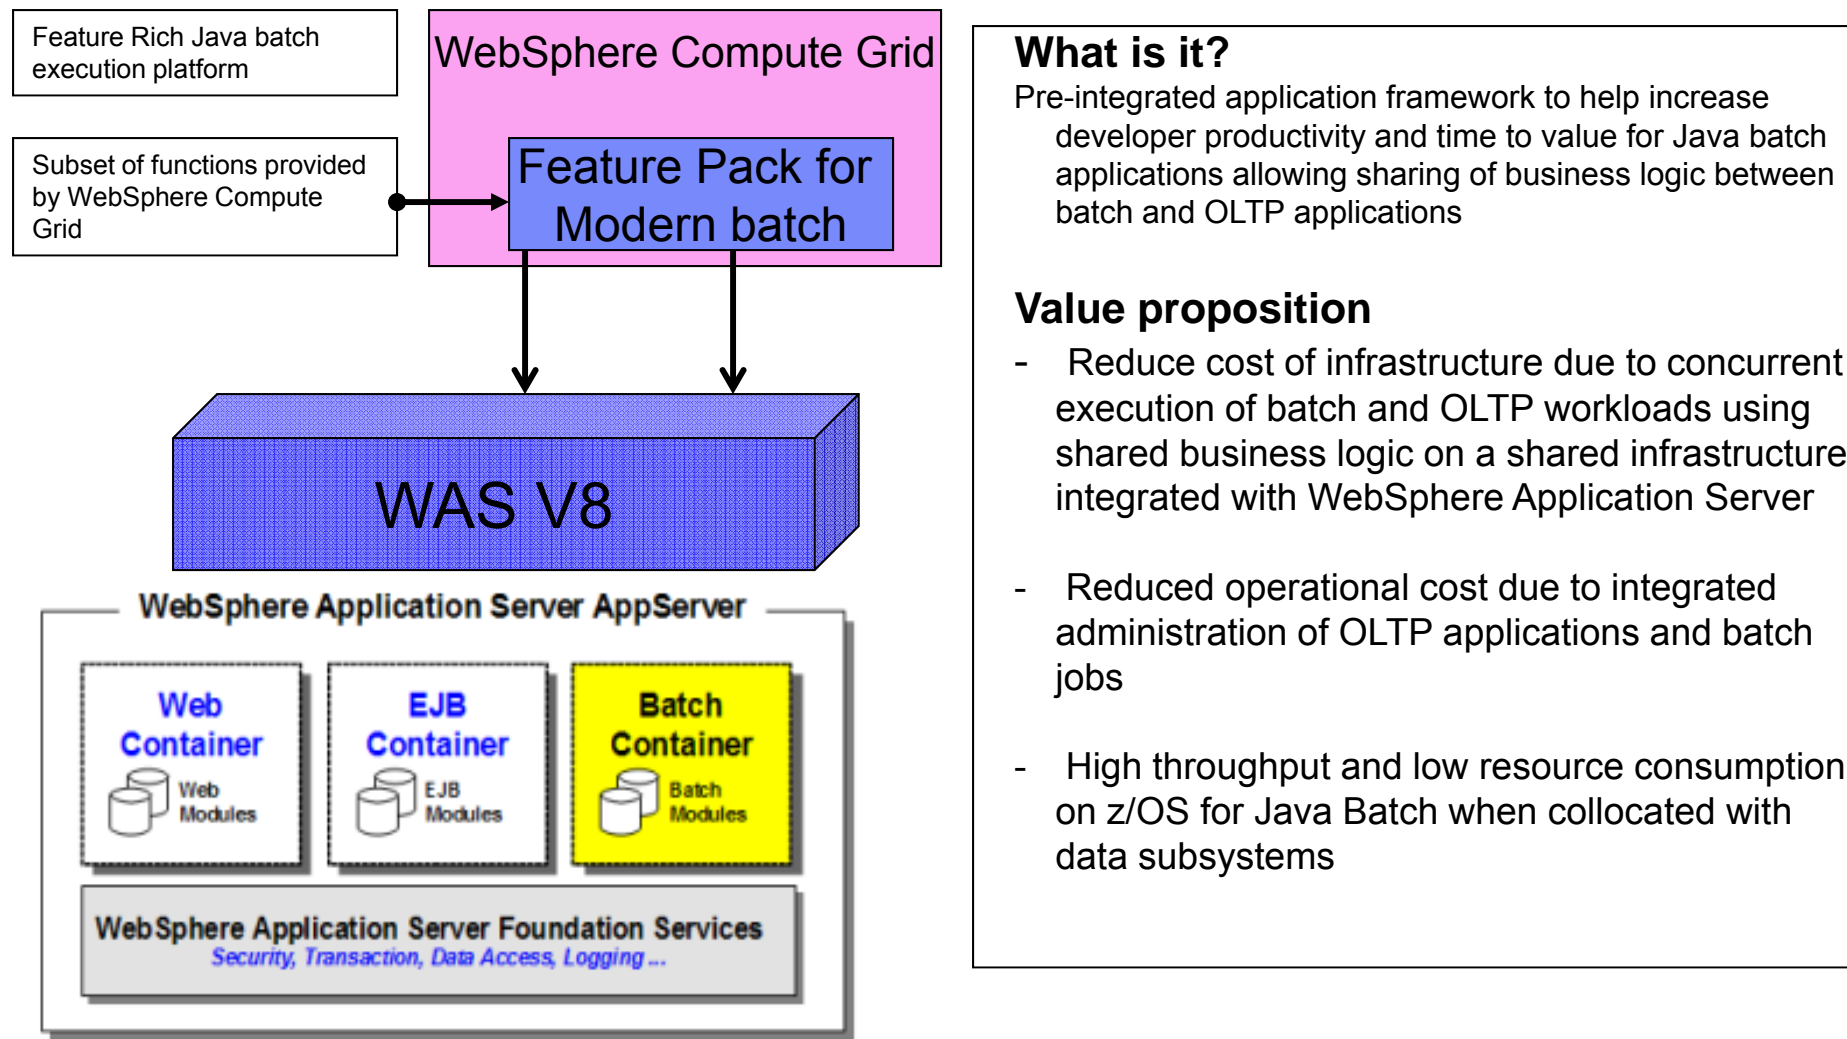 Feature Rich Java batch
execution platform
Subset of functions provided
by WebSphere Compute
Grid
WebSphere Compute Grid
Feature Pack for
Modern batch
WAS V8
WebSphere Application Server AppServer
Web
Container
Web
Modules
EJB
Container
EJB
Modules
Batch
Container
Batch
Modules
WebSphere Application Server Foundation Services
Security, Transaction, Data Access, Logging ...
What is it?
Pre-integrated application framework to help increase
developer productivity and time to value for Java batch
applications allowing sharing of business logic between
batch and OLTP applications
Value proposition
- Reduce cost of infrastructure due to concurrent
execution of batch and OLTP workloads using
shared business logic on a shared infrastructure
integrated with WebSphere Application Server
- Reduced operational cost due to integrated
administration of OLTP applications and batch
jobs
- High throughput and low resource consumption
on z/OS for Java Batch when collocated with
data subsystems